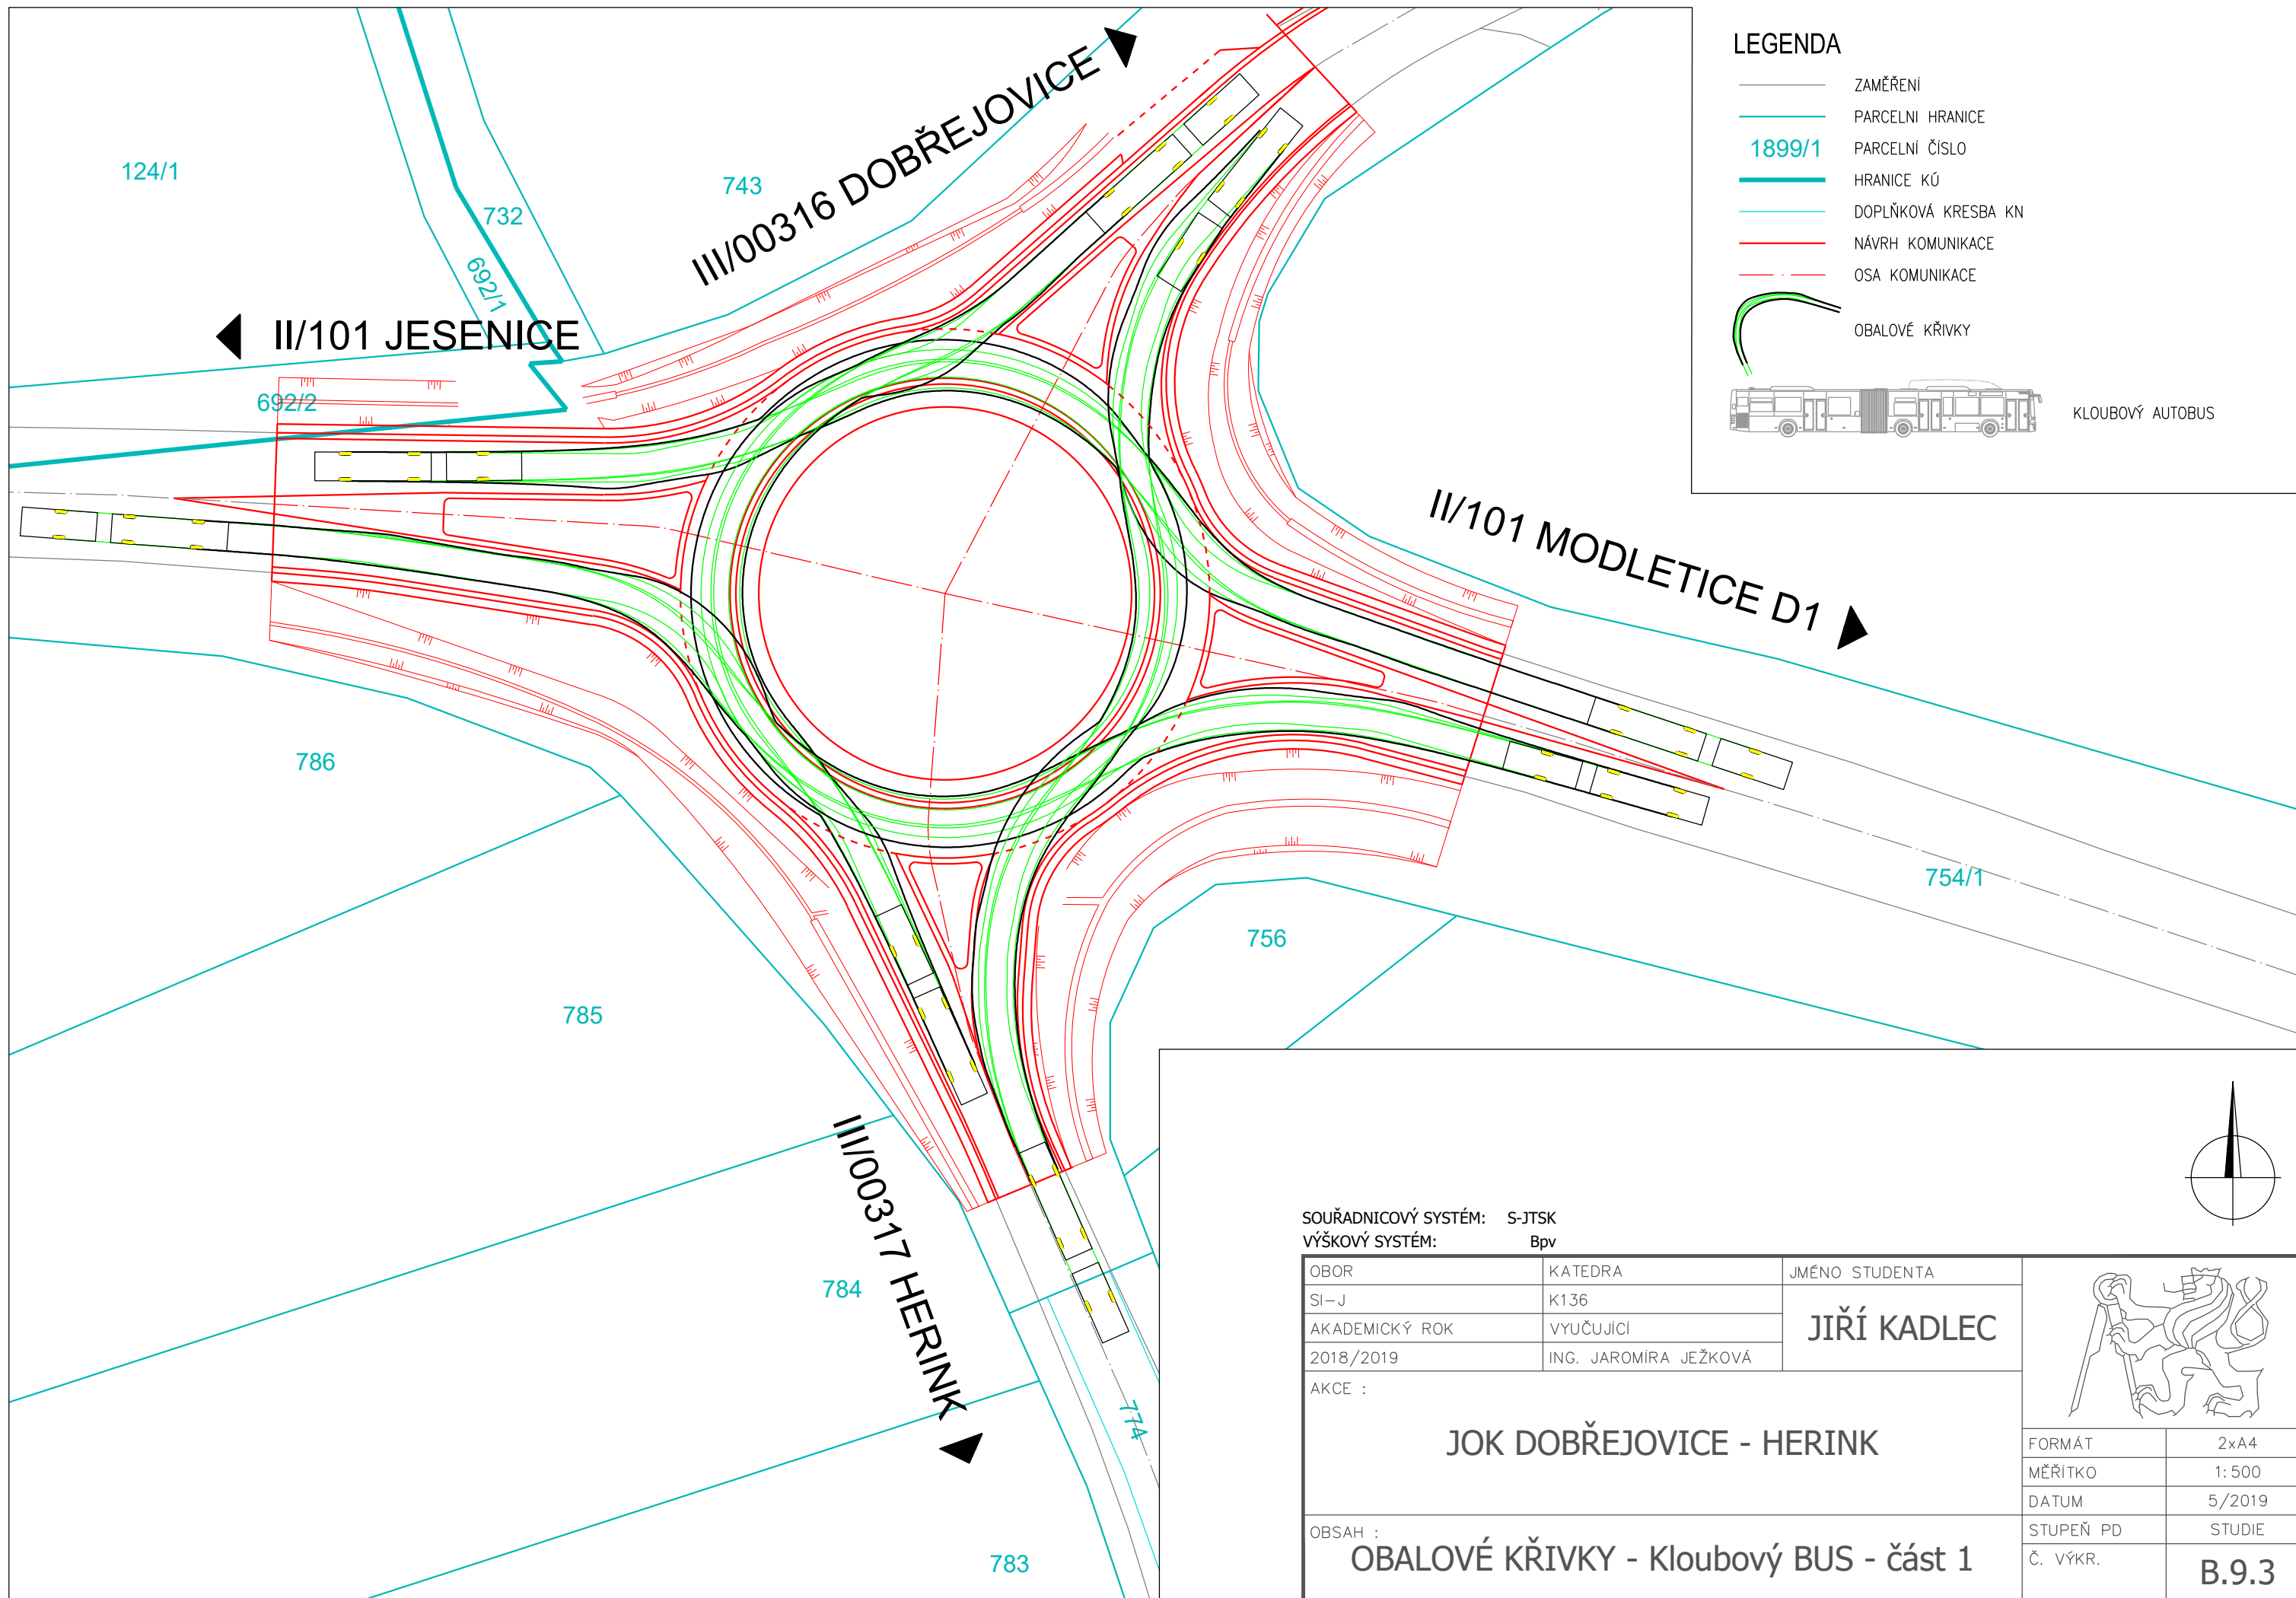 124/1
732
692/1
743
III/00316 DOBŘEJOVICE
II/101 JESENICE
692/2
II/101 MODLETICE D1
786
785
784
783
756
754/1
774
III/00317 HERINK
LEGENDA
ZAMĚŘENÍ
PARCELNI HRANICE
1899/1 PARCELNÍ ČÍSLO
HRANICE KÚ
DOPLŇKOVÁ KRESBA KN
NÁVRH KOMUNIKACE
OSA KOMUNIKACE
OBALOVÉ KŘIVKY
KLOUBOVÝ AUTOBUS
SOUŘADNICOVÝ SYSTÉM: S-JTSK
VÝŠKOVÝ SYSTÉM: Bpv
OBOR KATEDRA JMÉNO STUDENTA
SI-J K136
JIŘÍ KADLEC
AKADEMICKÝ ROK VYUČUJÍCÍ
2018/2019 ING. JAROMÍRA JEŽKOVÁ
AKCE :
JOK DOBŘEJOVICE - HERINK
FORMÁT 2xA4
MĚŘÍTKO 1:500
DATUM 5/2019
STUPEŇ PD STUDIE
OBSAH :
OBALOVÉ KŘIVKY - Kloubový BUS - část 1
Č. VÝKR. B.9.3